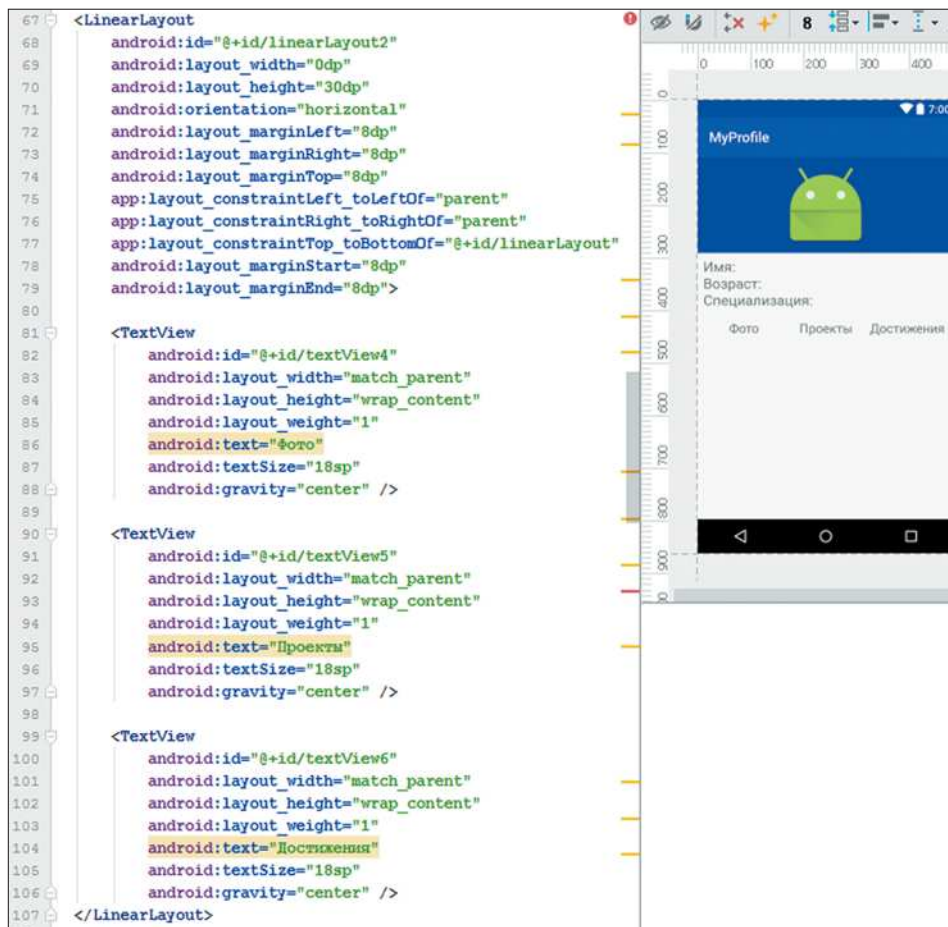 67 <LinearLayout
68 android:id="@+id/linearLayout2"
69 android:layout_width="0dp"
70 android:layout_height="30dp"
71 android:orientation="horizontal"
72 android:layout_marginLeft="8dp"
73 android:layout_marginRight="8dp"
74 android:layout_marginTop="8dp"
75 app:layout_constraintLeft_toLeftOf="parent"
76 app:layout_constraintRight_toRightOf="parent"
77 app:layout_constraintTop_toBottomOf="@+id/linearLayout"
78 android:layout_marginStart="8dp"
79 android:layout_marginEnd="8dp">
80
81 <TextView
82 android:id="@+id/textView4"
83 android:layout_width="match_parent"
84 android:layout_height="wrap_content"
85 android:layout_weight="1"
86 android:text="Фото"
87 android:textSize="18sp"
88 android:gravity="center" />
89
90 <TextView
91 android:id="@+id/textView5"
92 android:layout_width="match_parent"
93 android:layout_height="wrap_content"
94 android:layout_weight="1"
95 android:text="Проекты"
96 android:textSize="18sp"
97 android:gravity="center" />
98
99 <TextView
100 android:id="@+id/textView6"
101 android:layout_width="match_parent"
102 android:layout_height="wrap_content"
103 android:layout_weight="1"
104 android:text="Достижения"
105 android:textSize="18sp"
106 android:gravity="center" />
107 </LinearLayout>
8
0 100 200 300 400
0
100
200
300
400
500
600
700
800
900
7:00
MyProfile
Имя:
Возраст:
Специализация:
Фото Проекты Достижения